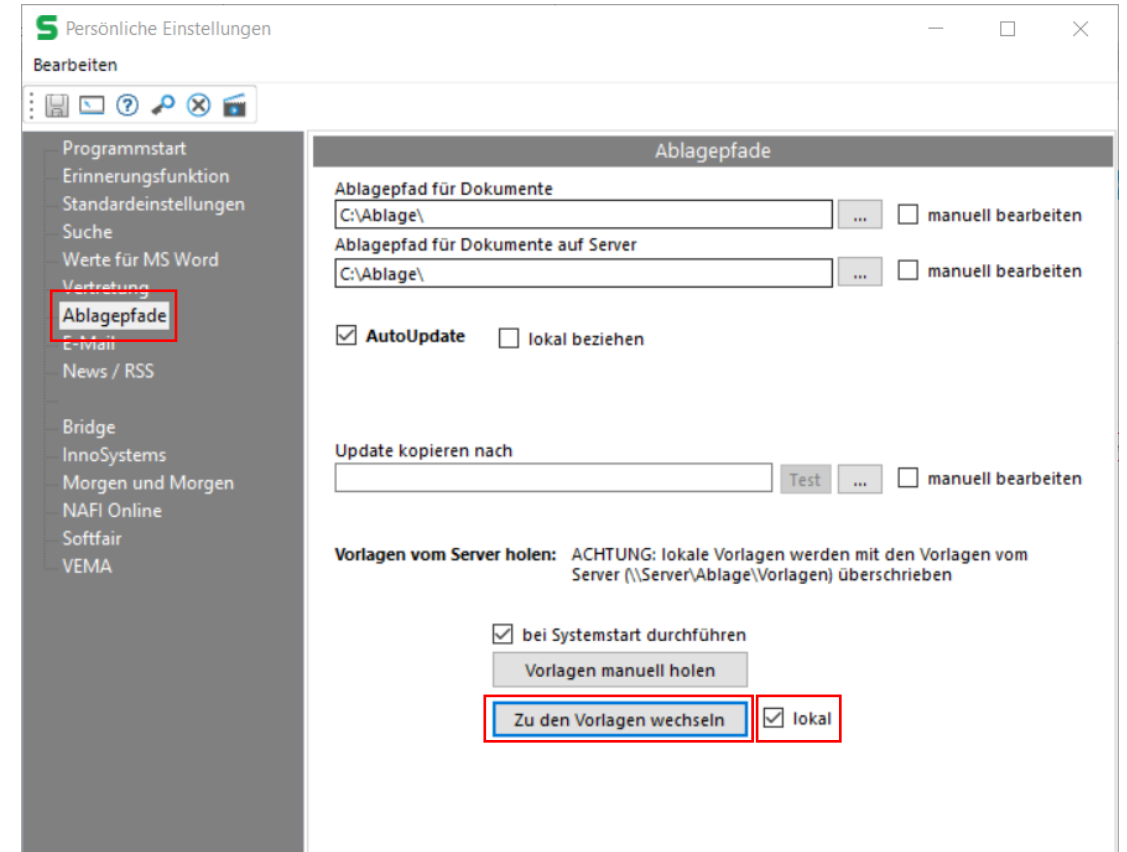 Persönliche Einstellungen
Bearbeiten
Programmstart
Erinnerungsfunktion
Standardeinstellungen
Suche
Werte für MS Word
Vertretung
Ablagepfade
E-Mail
News / RSS
Bridge
InnoSystems
Morgen und Morgen
NAFI Online
Softfair
VEMA
Ablagepfade
Ablagepfad für Dokumente
C:\Ablage\ ... manuell bearbeiten
Ablagepfad für Dokumente auf Server
C:\Ablage\ ... manuell bearbeiten
AutoUpdate lokal beziehen
Update kopieren nach
Test ... manuell bearbeiten
Vorlagen vom Server holen: ACHTUNG: lokale Vorlagen werden mit den Vorlagen vom
Server (\\Server\Ablage\Vorlagen) überschrieben
bei Systemstart durchführen
Vorlagen manuell holen
Zu den Vorlagen wechseln lokal